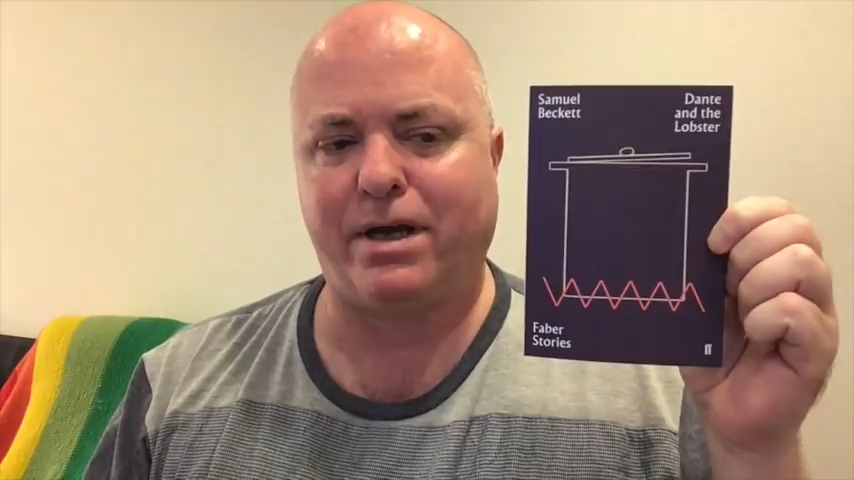 Samuel
Beckett
Dante
and the
Lobster
Faber
Stories
ff